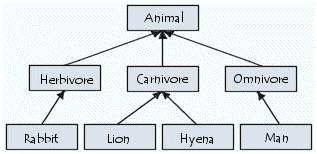 Animal
Herbivore Carnivore Omnivore
Rabbit Lion Hyena Man